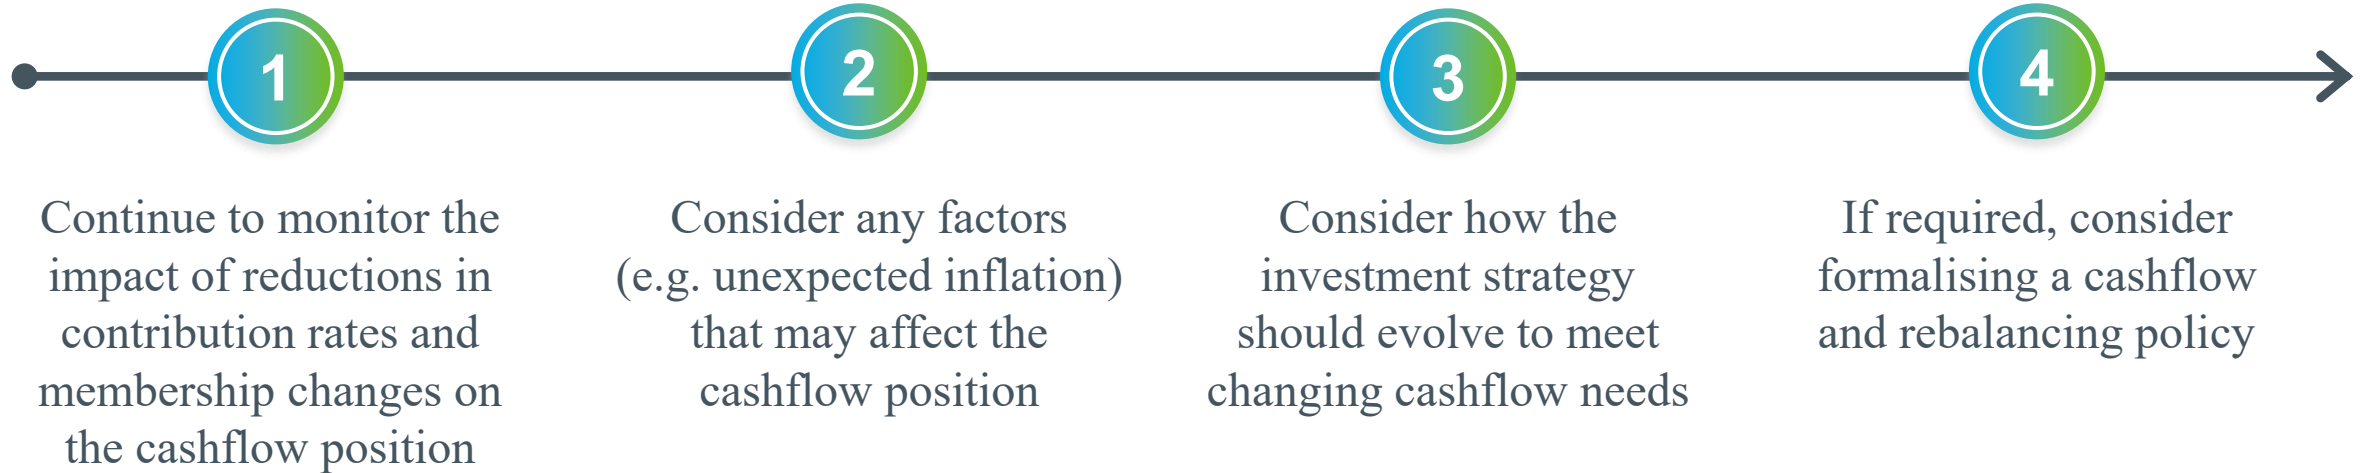 1
Continue to monitor the
impact of reductions in
contribution rates and
membership changes on
the cashflow position
2
Consider any factors
(e.g. unexpected inflation)
that may affect the
cashflow position
3
Consider how the
investment strategy
should evolve to meet
changing cashflow needs
4
If required, consider
formalising a cashflow
and rebalancing policy